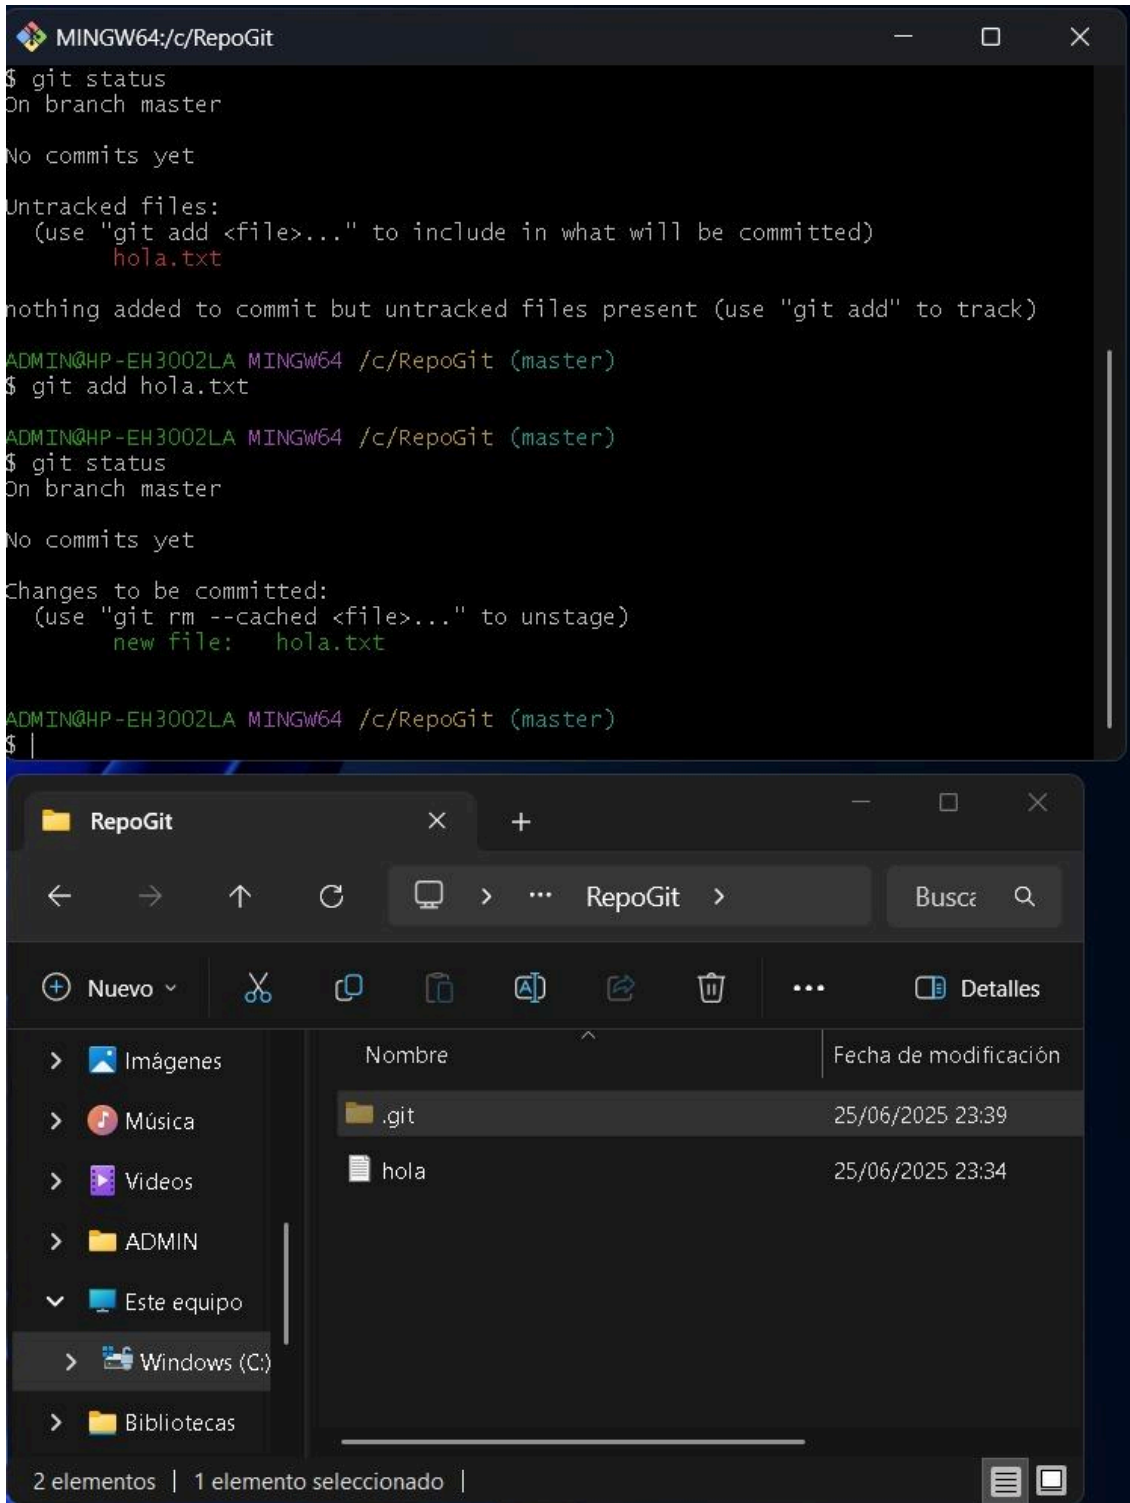 MINGW64:/c/RepoGit
$ git status
On branch master
No commits yet
Untracked files:
(use "git add <file>..." to include in what will be committed)
hola.txt
nothing added to commit but untracked files present (use "git add" to track)
ADMIN@HP-EH3002LA MINGW64 /c/RepoGit (master)
$ git add hola.txt
ADMIN@HP-EH3002LA MINGW64 /c/RepoGit (master)
$ git status
On branch master
No commits yet
Changes to be committed:
(use "git rm --cached <file>..." to unstage)
new file:   hola.txt
ADMIN@HP-EH3002LA MINGW64 /c/RepoGit (master)
$
RepoGit
RepoGit
Busca
Nuevo
Detalles
Nombre Fecha de modificación
Imágenes
.git 25/06/2025 23:39
Música
hola 25/06/2025 23:34
Videos
ADMIN
Este equipo
Windows (C:)
Bibliotecas
2 elementos | 1 elemento seleccionado |